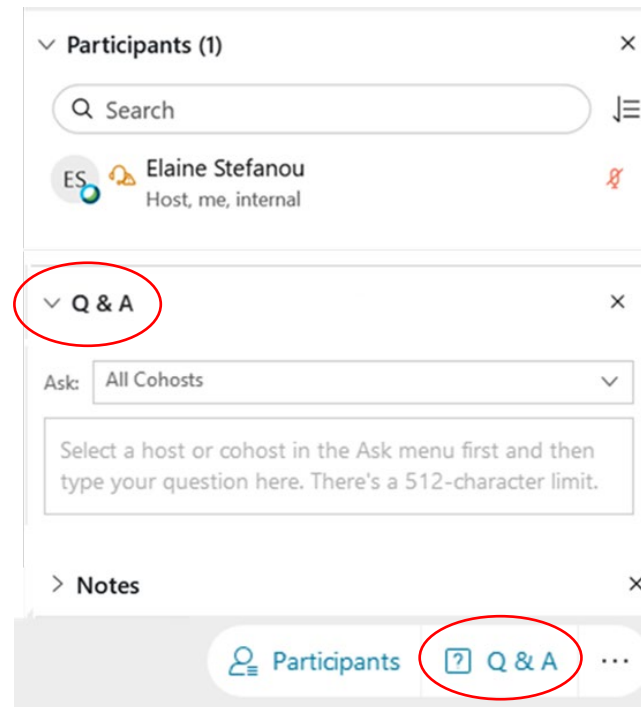 Participants (1)
Search
ES
Elaine Stefanou
Host, me, internal
Q & A
Ask: All Cohosts
Select a host or cohost in the Ask menu first and then
type your question here. There's a 512-character limit.
Notes
Participants ? Q & A ...